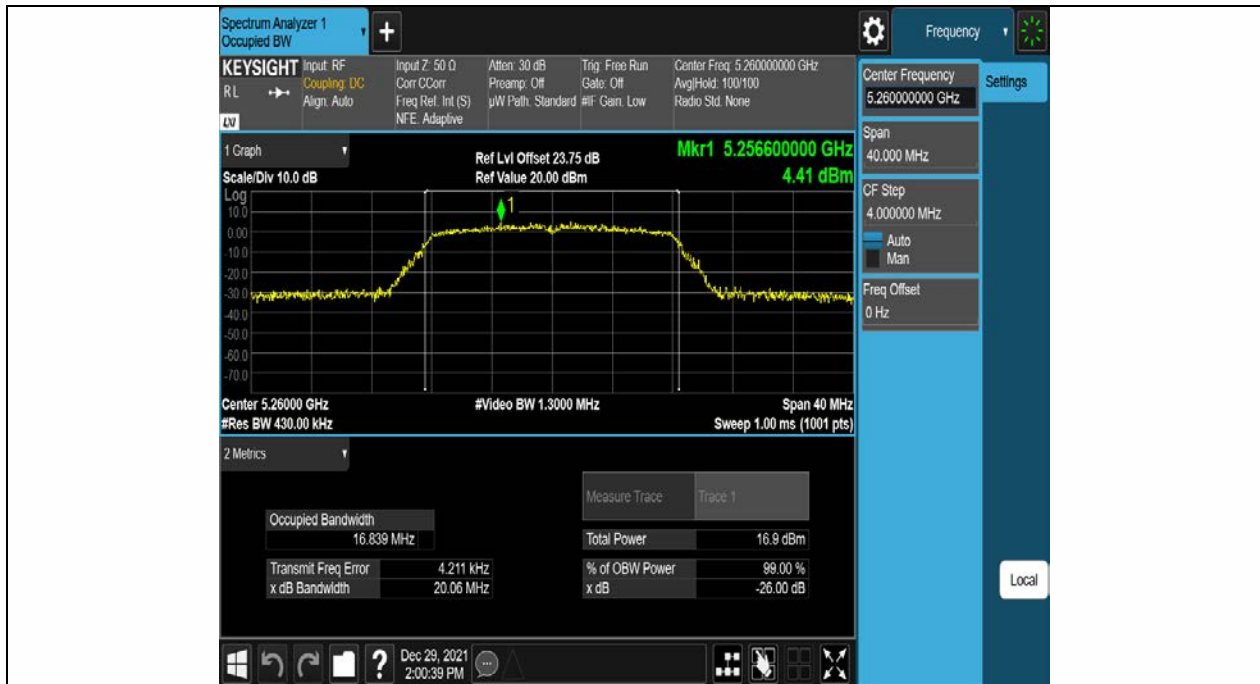 Spectrum Analyzer 1
Occupied BW
Frequency
KEYSIGHT
RL
LXI
Input: RF
Coupling: DC
Align: Auto
Input Z: 50 Ω
Corr CCorr
Freq Ref: Int (S)
NFE: Adaptive
Atten: 30 dB
Preamp: Off
µW Path: Standard
Trig: Free Run
Gate: Off
#IF Gain: Low
Center Freq: 5.260000000 GHz
Avg|Hold: 100/100
Radio Std: None
Center Frequency
5.260000000 GHz
Settings
Span
40.000 MHz
CF Step
4.000000 MHz
Auto
Man
Freq Offset
0 Hz
Local
1 Graph
Scale/Div 10.0 dB
Ref Lvl Offset 23.75 dB
Ref Value 20.00 dBm
Mkr1 5.256600000 GHz
4.41 dBm
Log
1
10.0
0.00
-10.0
-20.0
-30.0
-40.0
-50.0
-60.0
-70.0
Center 5.26000 GHz
#Res BW 430.00 kHz
#Video BW 1.3000 MHz
Span 40 MHz
Sweep 1.00 ms (1001 pts)
2 Metrics
Measure Trace Trace 1
Occupied Bandwidth
16.839 MHz
Total Power 16.9 dBm
Transmit Freq Error 4.211 kHz
% of OBW Power 99.00 %
x dB Bandwidth 20.06 MHz
x dB -26.00 dB
Dec 29, 2021
2:00:39 PM